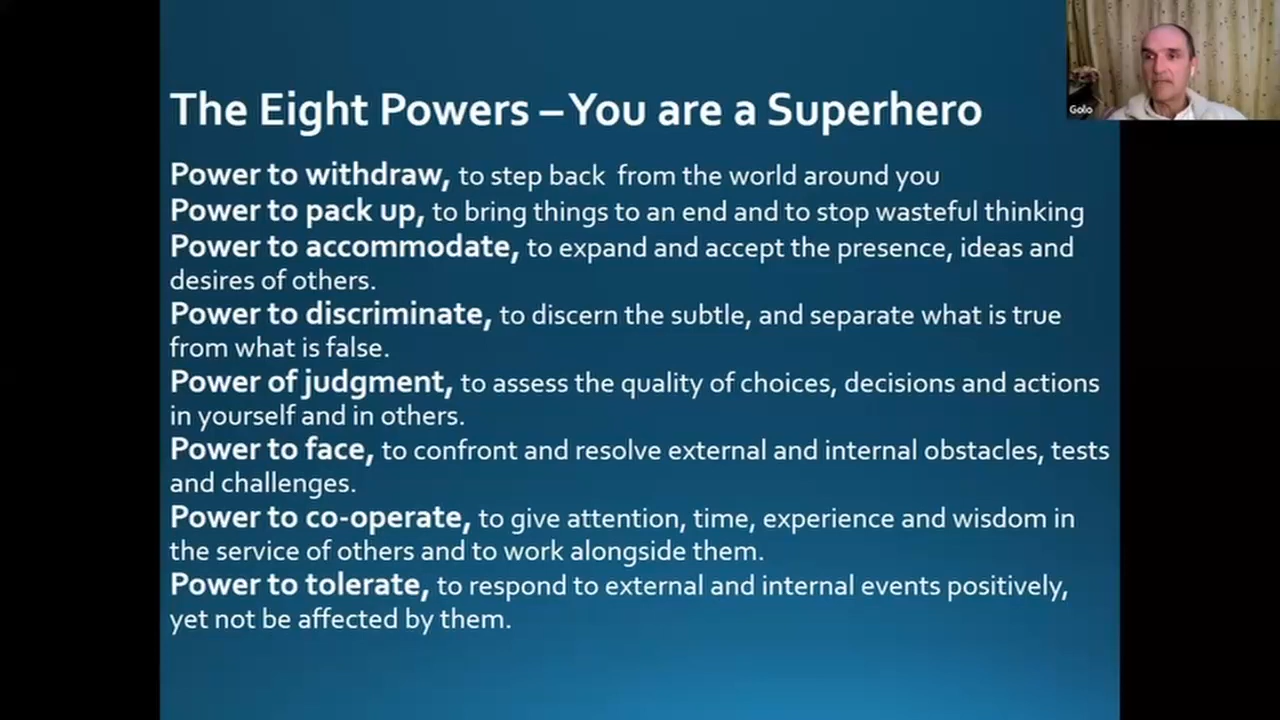 The Eight Powers – You are a Superhero
Power to withdraw, to step back from the world around you
Power to pack up, to bring things to an end and to stop wasteful thinking
Power to accommodate, to expand and accept the presence, ideas and
desires of others.
Power to discriminate, to discern the subtle, and separate what is true
from what is false.
Power of judgment, to assess the quality of choices, decisions and actions
in yourself and in others.
Power to face, to confront and resolve external and internal obstacles, tests
and challenges.
Power to co-operate, to give attention, time, experience and wisdom in
the service of others and to work alongside them.
Power to tolerate, to respond to external and internal events positively,
yet not be affected by them.
Golo